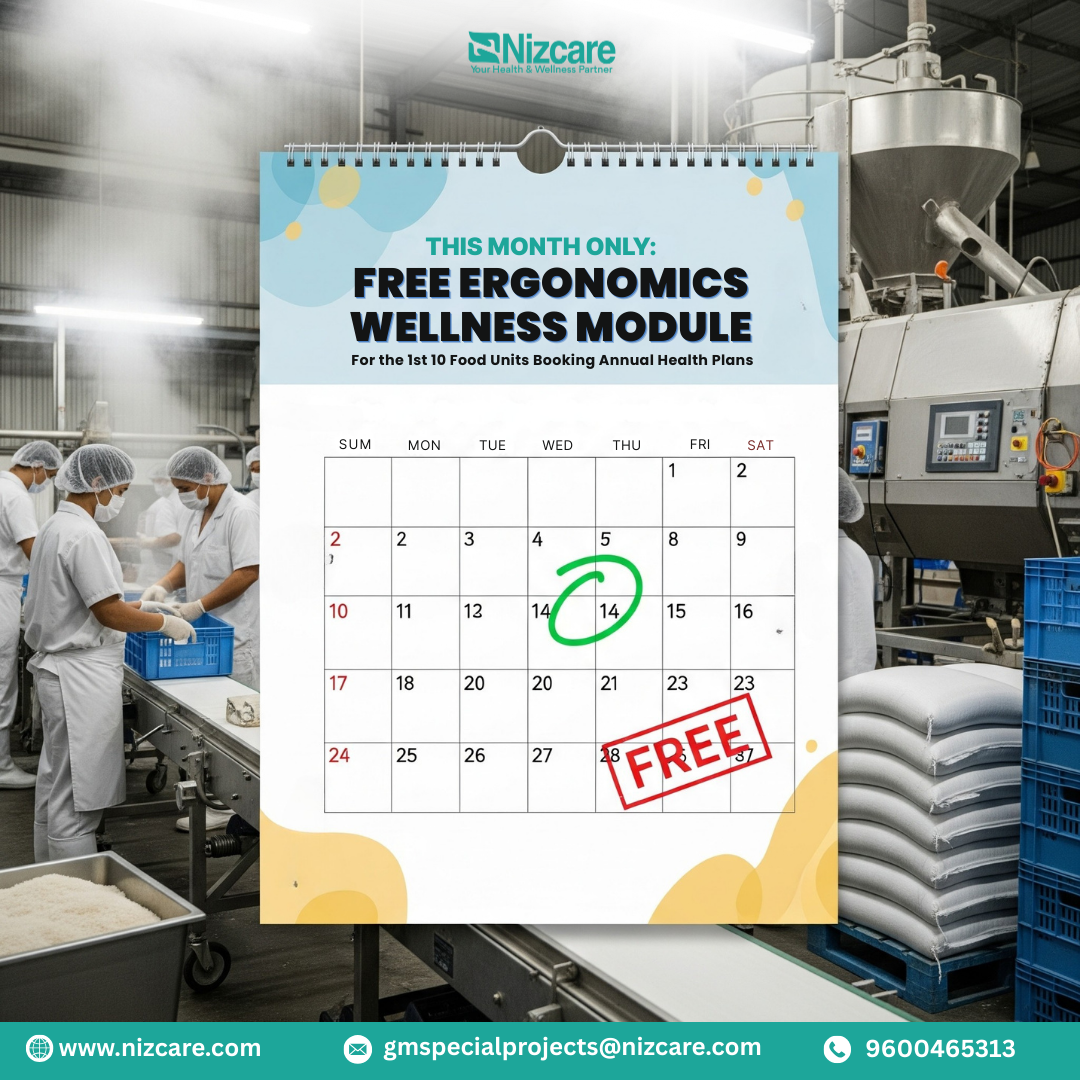 Nizcare
Your Health & Wellness Partner
THIS MONTH ONLY:
FREE ERGONOMICS
WELLNESS MODULE
For the 1st 10 Food Units Booking Annual Health Plans
SUM MON TUE WED THU FRI SAT
1 2
2 2 3 4 5 8 9
10 11 13 14 14 15 16
17 18 20 20 21 23 23
24 25 26 27 28 37
FREE
www.nizcare.com gmspecialprojects@nizcare.com 9600465313